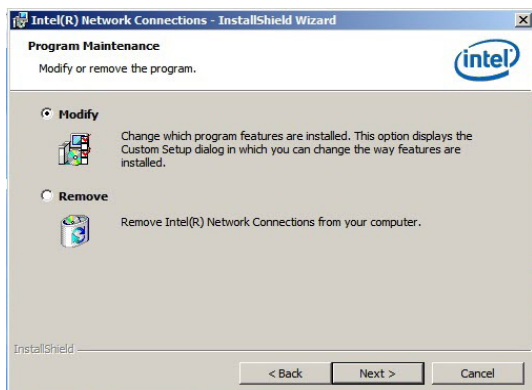 Intel(R) Network Connections - InstallShield Wizard
Program Maintenance
Modify or remove the program.
intel
Modify
Change which program features are installed. This option displays the
Custom Setup dialog in which you can change the way features are
installed.
Remove
Remove Intel(R) Network Connections from your computer.
InstallShield
< Back
Next >
Cancel